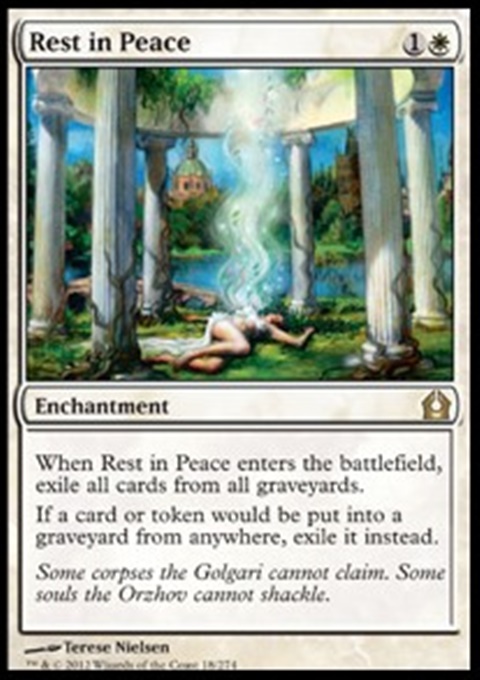 Rest in Peace 1
Enchantment
When Rest in Peace enters the battlefield,
exile all cards from all graveyards.
If a card or token would be put into a
graveyard from anywhere, exile it instead.
Some corpses the Golgari cannot claim. Some
souls the Orzhov cannot shackle.
Terese Nielsen
™ & © 2012 Wizards of the Coast 18/274